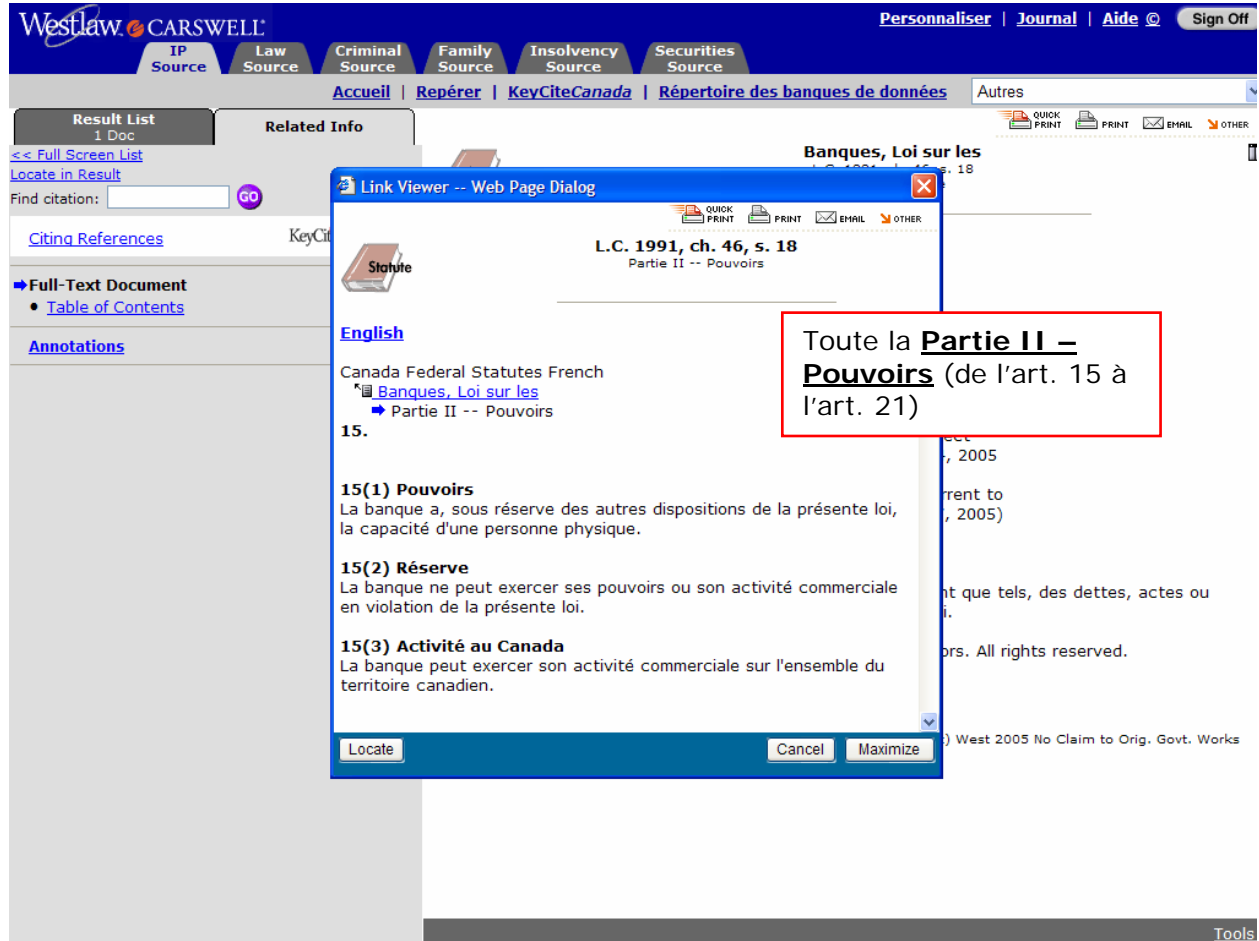 Westlaw. CARSWELL
Personnaliser | Journal | Aide © Sign Off
IP Source
Law Source
Criminal Source
Family Source
Insolvency Source
Securities Source
Accueil | Repérer | KeyCiteCanada | Répertoire des banques de données Autres
Result List
1 Doc
Related Info
QUICK PRINT PRINT EMAIL OTHER
<< Full Screen List
Locate in Result
Find citation: GO
Citing References
Full-Text Document
• Table of Contents
Annotations
Banques, Loi sur les
s. 18
Link Viewer -- Web Page Dialog
QUICK PRINT PRINT EMAIL OTHER
Statute
L.C. 1991, ch. 46, s. 18
Partie II -- Pouvoirs
English
Canada Federal Statutes French
Banques, Loi sur les
Partie II -- Pouvoirs
15.
15(1) Pouvoirs
La banque a, sous réserve des autres dispositions de la présente loi,
la capacité d'une personne physique.
15(2) Réserve
La banque ne peut exercer ses pouvoirs ou son activité commerciale
en violation de la présente loi.
15(3) Activité au Canada
La banque peut exercer son activité commerciale sur l'ensemble du
territoire canadien.
Locate Cancel Maximize
Toute la Partie II –
Pouvoirs (de l'art. 15 à
l'art. 21)
, 2005
to
, 2005)
que tels, des dettes, actes ou
All rights reserved.
West 2005 No Claim to Orig. Govt. Works
Tools